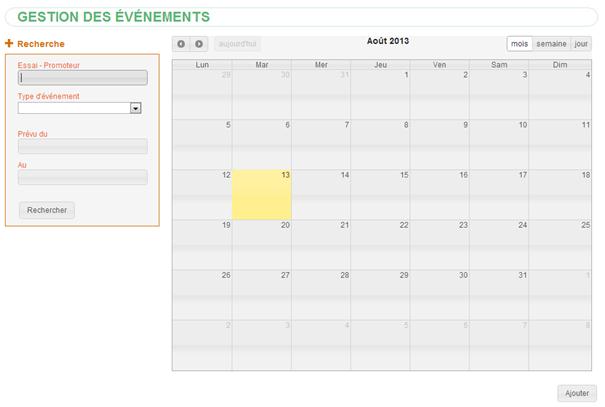 GESTION DES ÉVÉNEMENTS
Recherche
Essai - Promoteur
Type d'événement
Prévu du
Au
Rechercher
aujourd'hui
Août 2013
mois semaine jour
Lun Mar Mer Jeu Ven Sam Dim
29 30 31 1 2 3 4
5 6 7 8 9 10 11
12 13 14 15 16 17 18
19 20 21 22 23 24 25
26 27 28 29 30 31 1
2 3 4 5 6 7 8
Ajouter